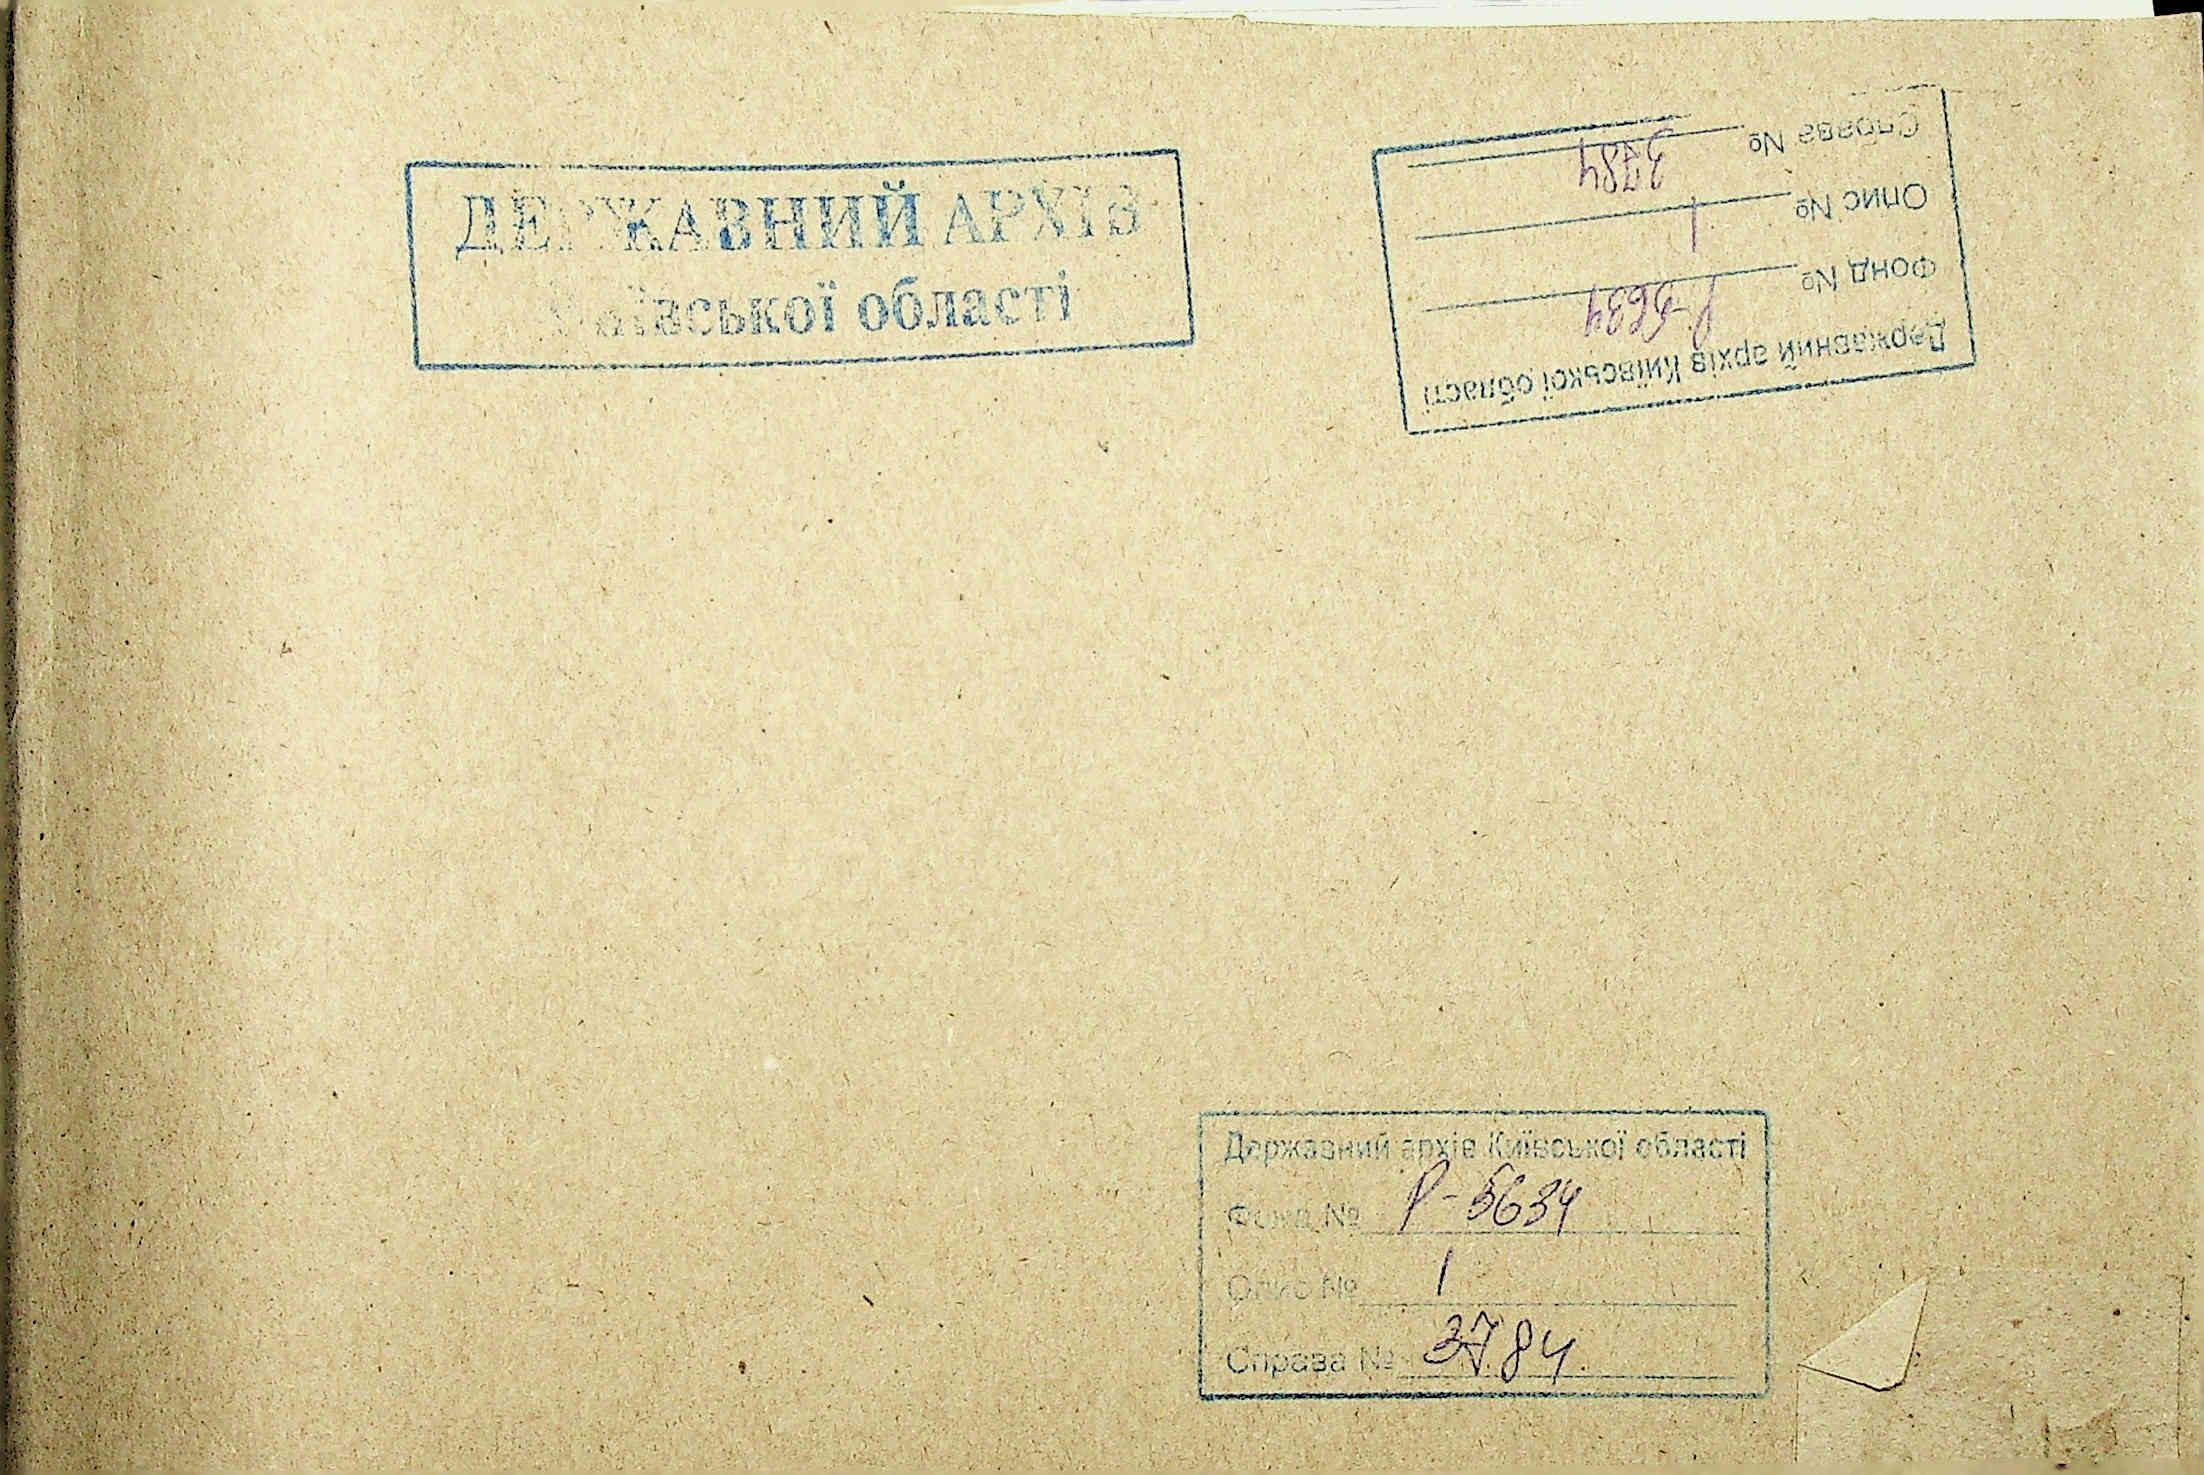 ДЕРЖАВНИЙ АРХІВ
Київської області
Державний архів Київської області
Фонд № Р-5634
Опис № 1
Справа № 3784
Державний архів Київської області
Фонд № Р-5634
Опис № 1
Справа № 3784